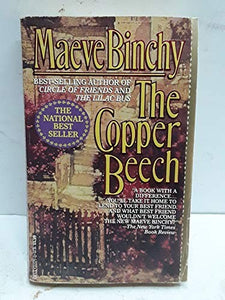 Maeve Binchy
BEST-SELLING AUTHOR OF
CIRCLE OF FRIENDS AND
THE LILAC BUS
THE
NATIONAL
BEST
SELLER
The
Copper
Beech
"A BOOK WITH A
DIFFERENCE...
YOU'LL TAKE IT HOME TO
LEND TO YOUR BEST FRIEND.
AND WHAT BEST FRIEND
WOULDN'T WELCOME
THE NEW MAEVE BINCHY?"
—The New York Times
Book Review